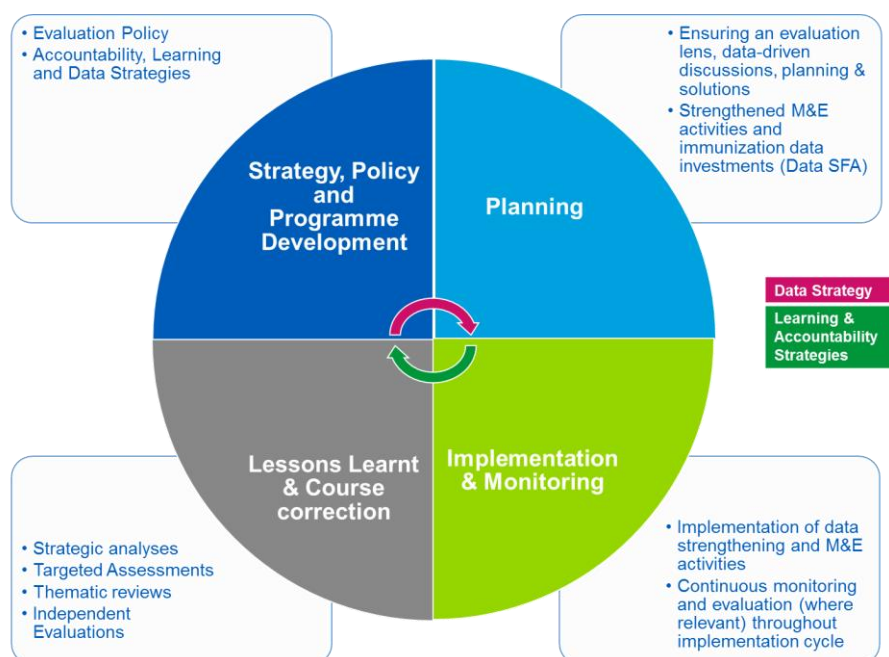 • Evaluation Policy
• Accountability, Learning
and Data Strategies
• Ensuring an evaluation
lens, data-driven
discussions, planning &
solutions
• Strengthened M&E
activities and
immunization data
investments (Data SFA)
Strategy, Policy
and
Programme
Development
Planning
Data Strategy
Learning &
Accountability
Strategies
Lessons Learnt
& Course
correction
Implementation
& Monitoring
• Strategic analyses
• Targeted Assessments
• Thematic reviews
• Independent
Evaluations
• Implementation of data
strengthening and M&E
activities
• Continuous monitoring
and evaluation (where
relevant) throughout
implementation cycle